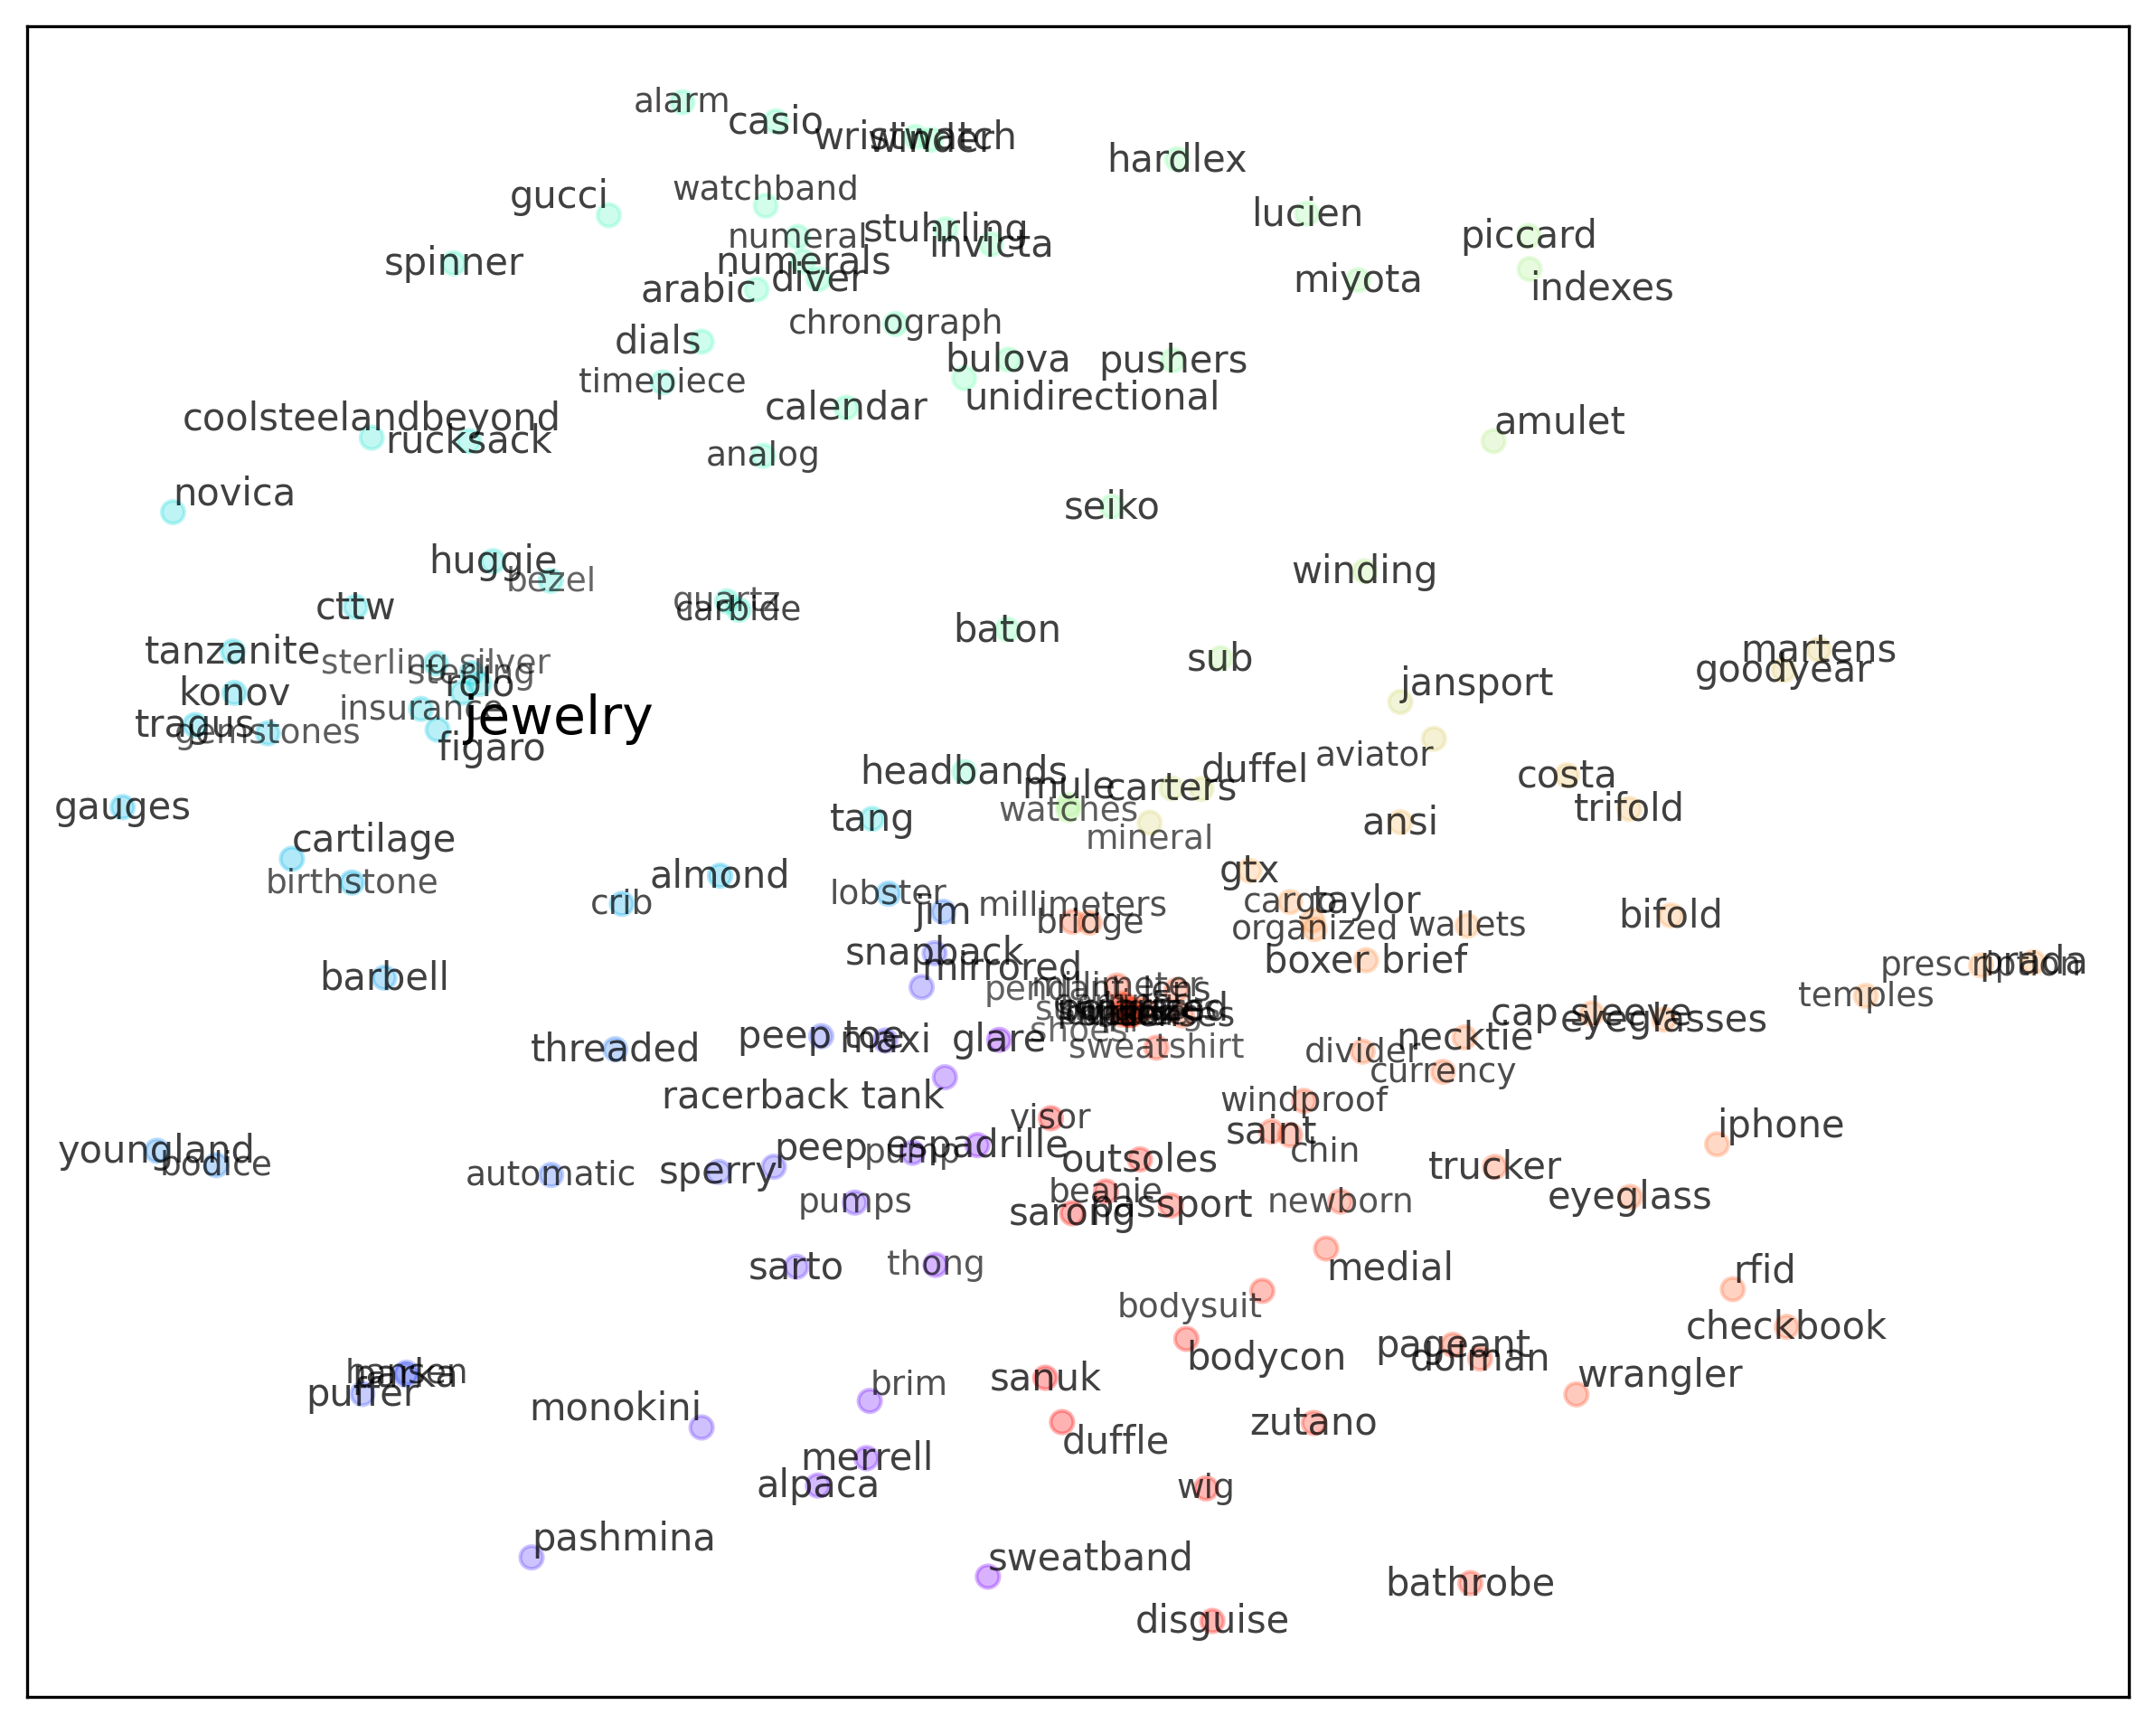 alarm
casio
wristwatch
winder
hardlex
watchband
gucci
lucien
stuhrling
numeral
invicta
piccard
spinner
numerals
diver
arabic
miyota
indexes
chronograph
dials
bulova
pushers
timepiece
unidirectional
calendar
coolsteelandbeyond
rucksack
amulet
analog
novica
seiko
huggie
bezel
winding
quartz
carbide
cttw
baton
tanzanite
sterling silver
sterling
rolo
sub
martens
goodyear
konov
insurance
jewelry
jansport
tragus
gemstones
figaro
aviator
headbands
mule
carters
duffel
costa
gauges
watches
trifold
tang
mineral
ansi
cartilage
birthstone
almond
gtx
crib
lobster
jim
millimeters
bridge
cargo
taylor
organized
wallets
bifold
snapback
mirrored
boxer brief
prescription
prada
barbell
pendant
millimeter
lens
temples
cap sleeve
eyeglasses
shoes
threaded
peep toe
maxi
glare
sweatshirt
divider
necktie
currency
racerback tank
visor
windproof
saint
chin
iphone
youngland
bodice
automatic
sperry
peep
pump
espadrille
outsoles
trucker
pumps
beanie
sarong
passport
newborn
eyeglass
sarto
thong
medial
rfid
bodysuit
checkbook
hansen
parka
puffer
bodycon
pageant
dolman
monokini
brim
sanuk
wrangler
duffle
zutano
merrell
alpaca
wig
pashmina
sweatband
bathrobe
disguise